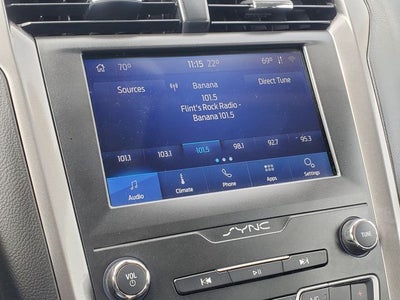 70° 11:15 22° 69°
Sources Banana Direct Tune
101.5
Flint's Rock Radio -
Banana 101.5
101.1 103.1 101.5 98.1 92.7 95.3
Audio Climate Phone Apps Settings
SYNC
VOL
TUNE